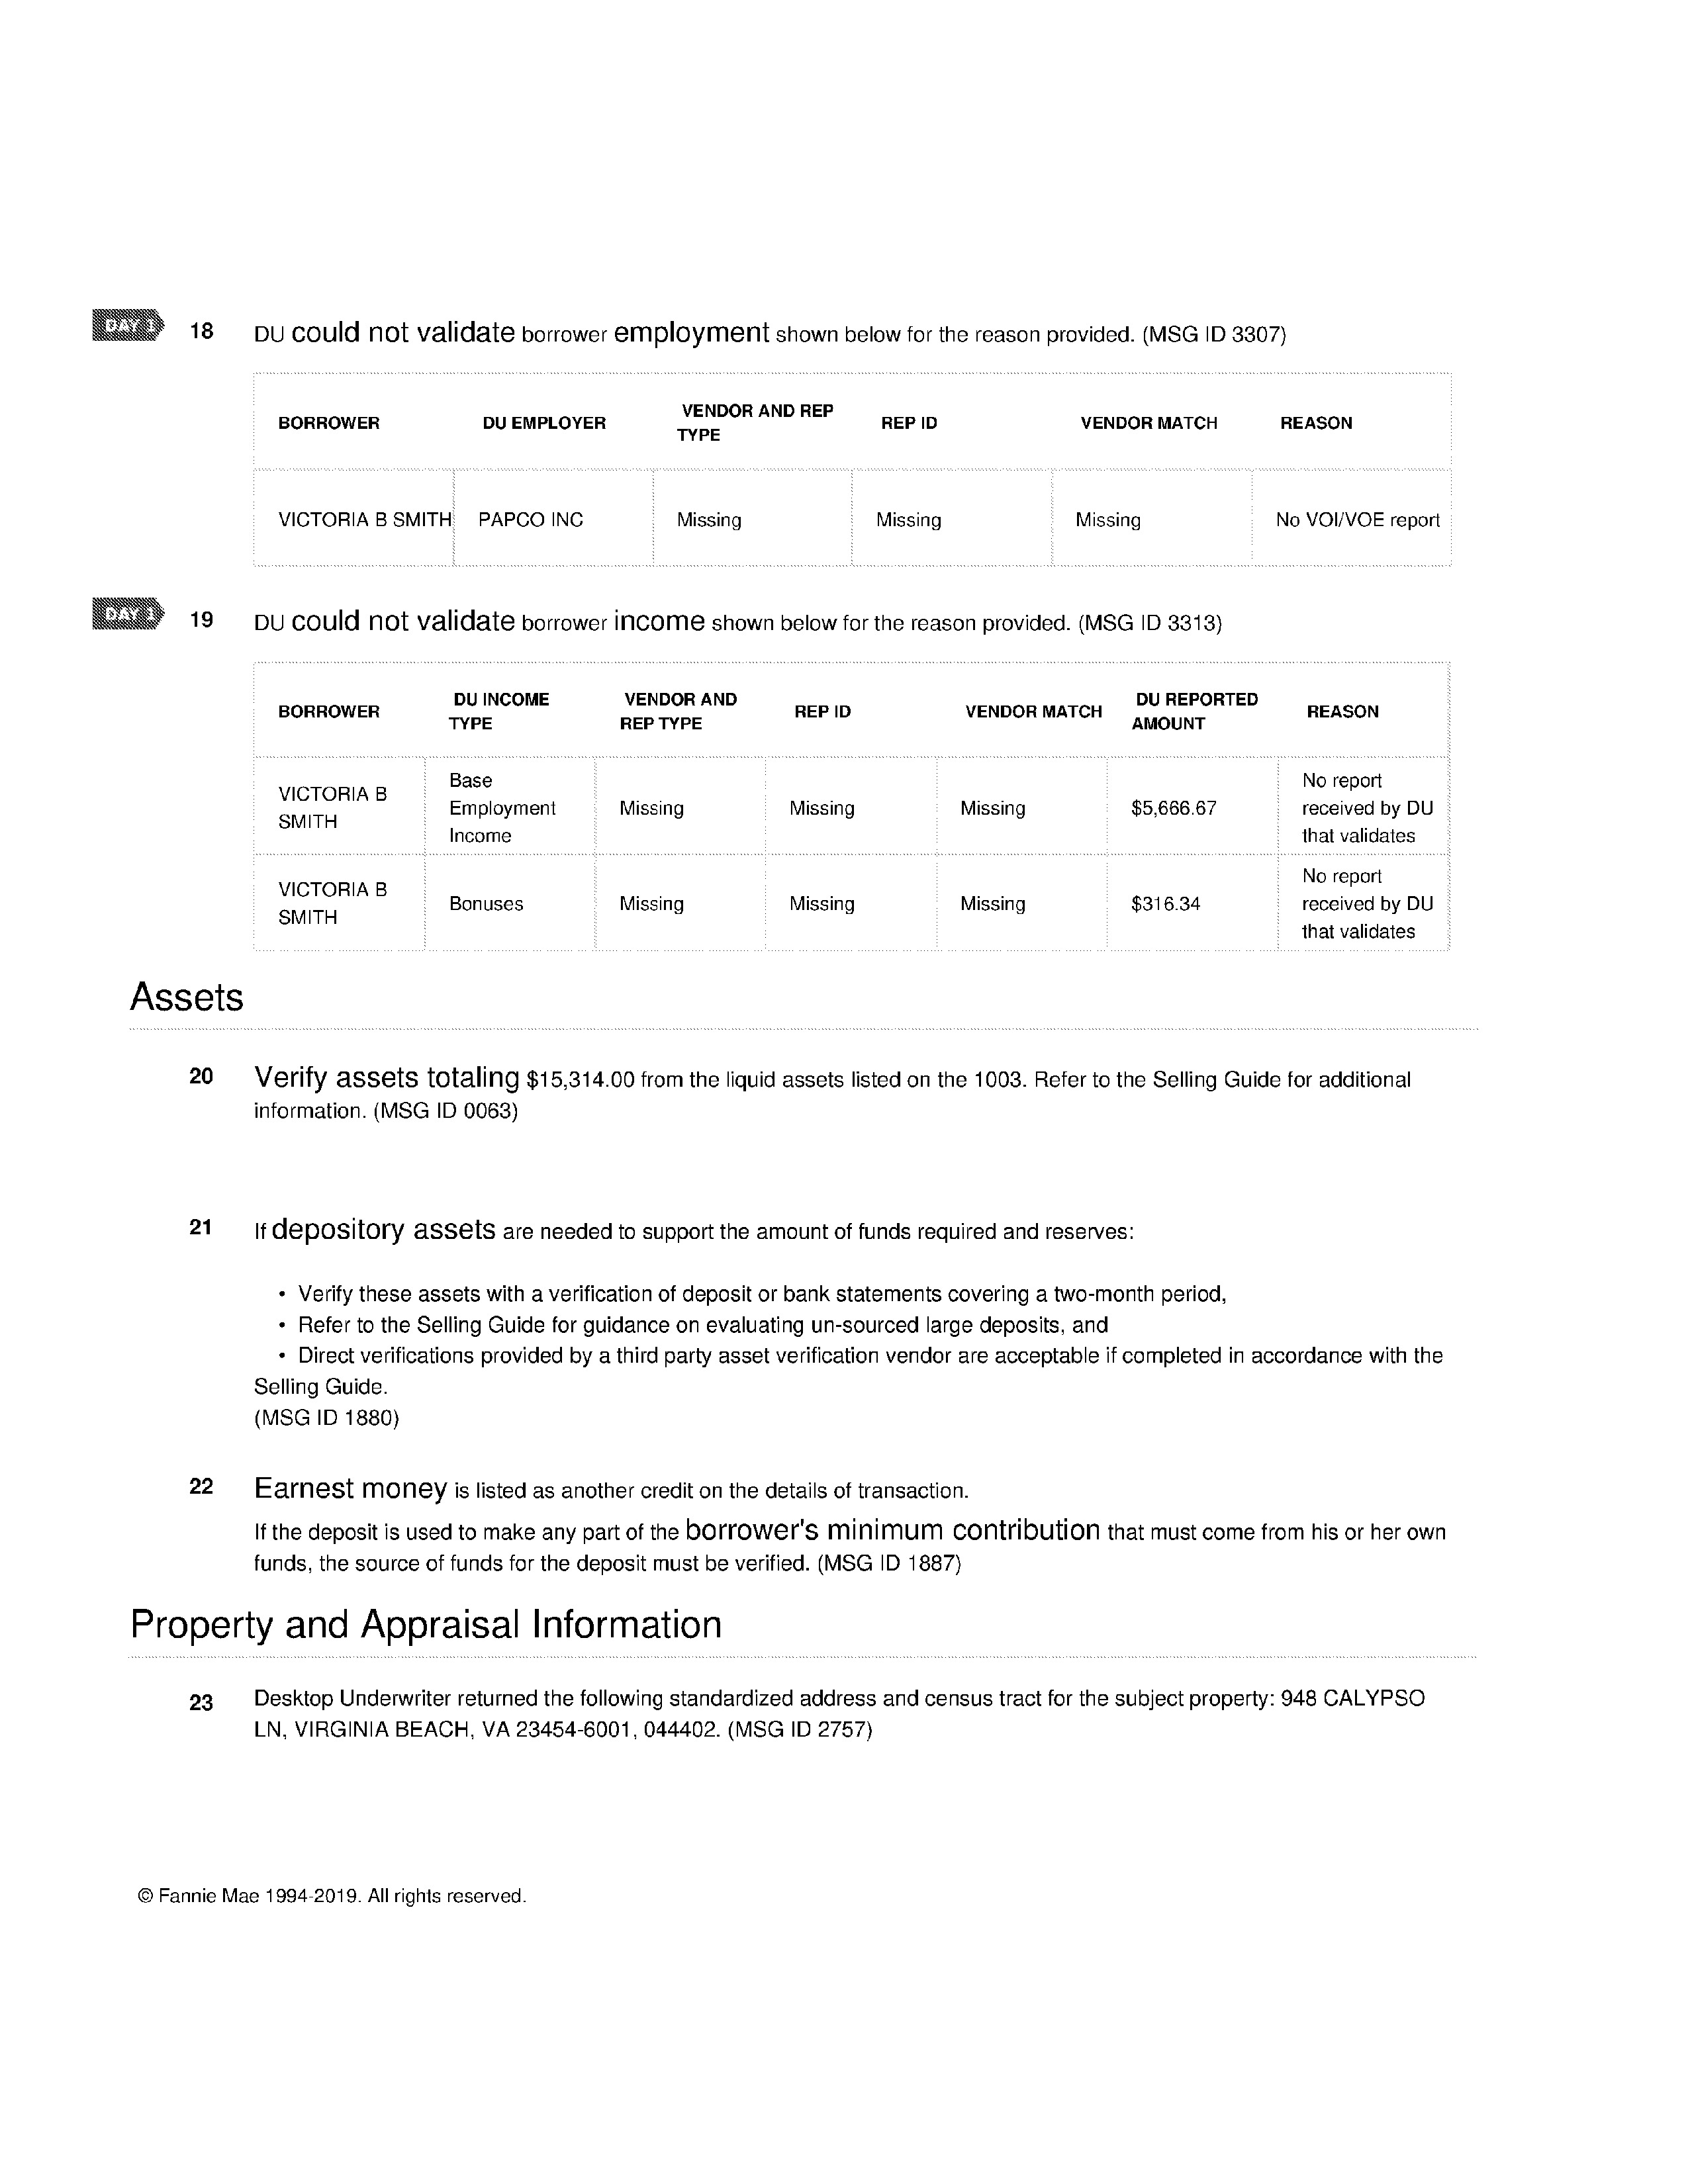 DAY 1 18 DU could not validate borrower employment shown below for the reason provided. (MSG ID 3307)
BORROWER DU EMPLOYER VENDOR AND REP TYPE REP ID VENDOR MATCH REASON
VICTORIA B SMITH PAPCO INC Missing Missing Missing No VOI/VOE report
DAY 1 19 DU could not validate borrower income shown below for the reason provided. (MSG ID 3313)
BORROWER DU INCOME TYPE VENDOR AND REP TYPE REP ID VENDOR MATCH DU REPORTED AMOUNT REASON
VICTORIA B SMITH Base Employment Income Missing Missing Missing $5,666.67 No report received by DU that validates
VICTORIA B SMITH Bonuses Missing Missing Missing $316.34 No report received by DU that validates
Assets
20 Verify assets totaling $15,314.00 from the liquid assets listed on the 1003. Refer to the Selling Guide for additional
information. (MSG ID 0063)
21 If depository assets are needed to support the amount of funds required and reserves:
• Verify these assets with a verification of deposit or bank statements covering a two-month period,
• Refer to the Selling Guide for guidance on evaluating un-sourced large deposits, and
• Direct verifications provided by a third party asset verification vendor are acceptable if completed in accordance with the
Selling Guide.
(MSG ID 1880)
22 Earnest money is listed as another credit on the details of transaction.
If the deposit is used to make any part of the borrower's minimum contribution that must come from his or her own
funds, the source of funds for the deposit must be verified. (MSG ID 1887)
Property and Appraisal Information
23 Desktop Underwriter returned the following standardized address and census tract for the subject property: 948 CALYPSO
LN, VIRGINIA BEACH, VA 23454-6001, 044402. (MSG ID 2757)
© Fannie Mae 1994-2019. All rights reserved.